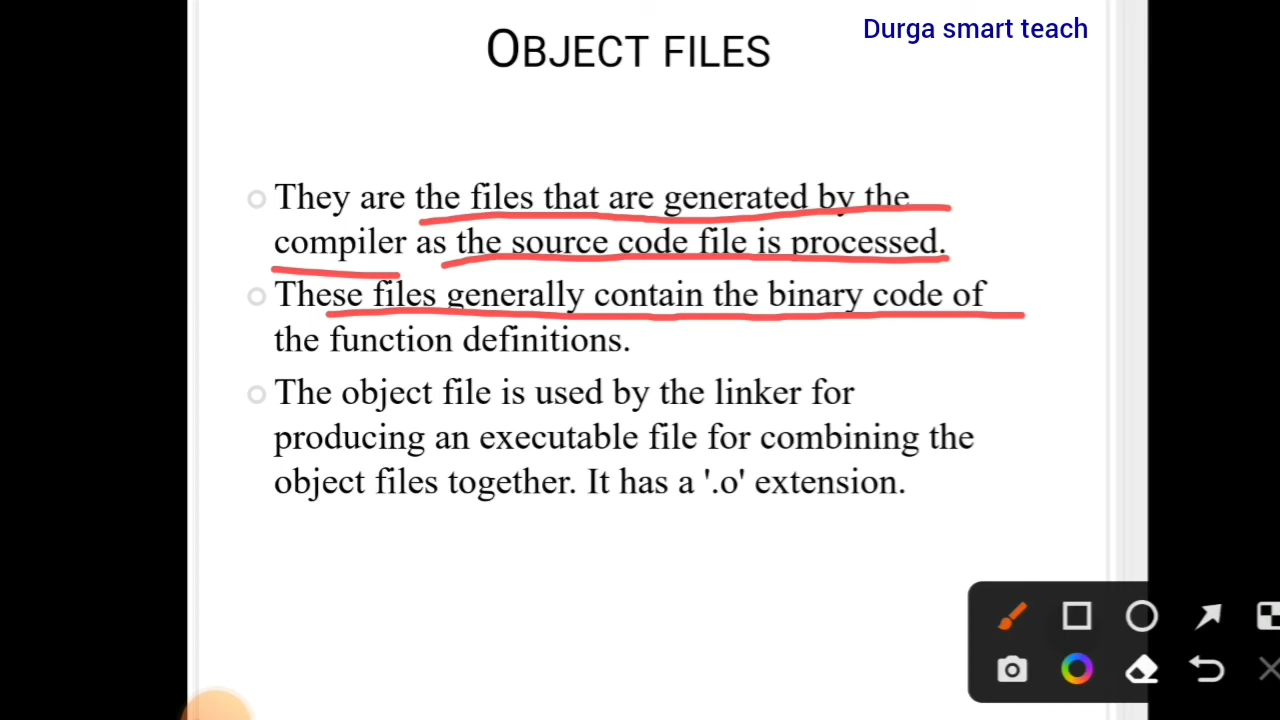 Durga smart teach
OBJECT FILES
They are the files that are generated by the
compiler as the source code file is processed.
These files generally contain the binary code of
the function definitions.
The object file is used by the linker for
producing an executable file for combining the
object files together. It has a '.o' extension.